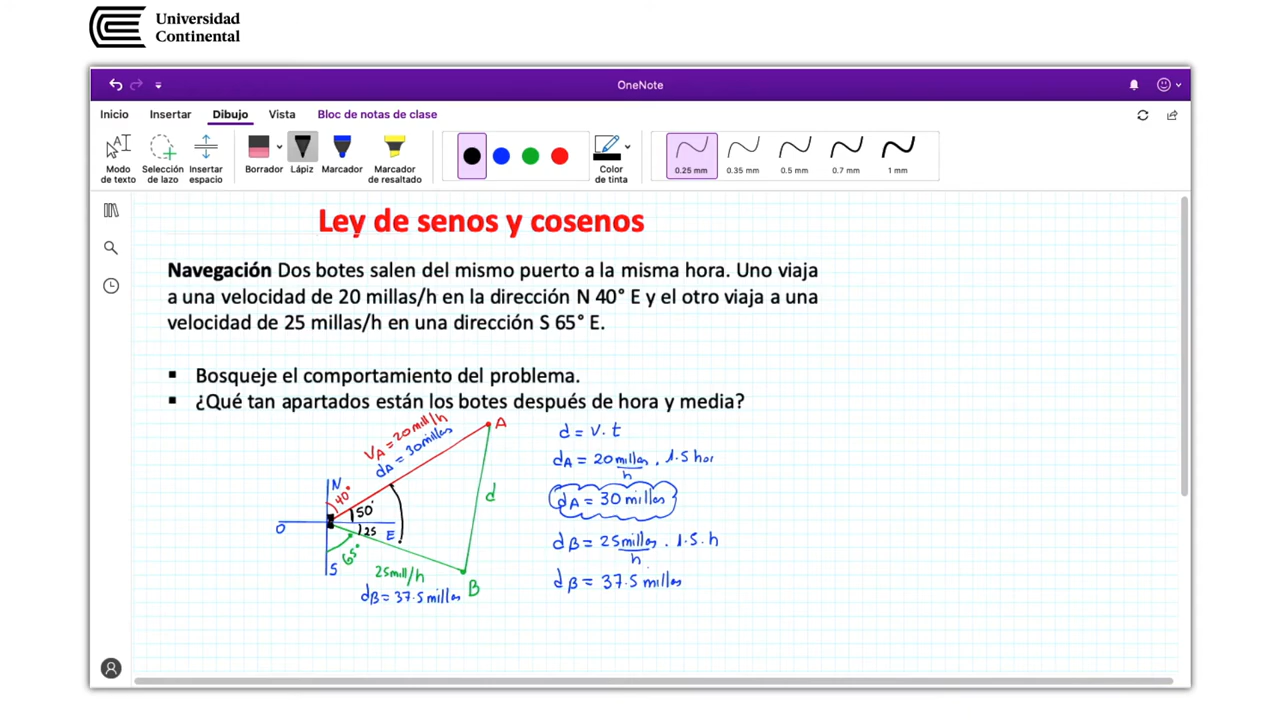 Universidad
Continental
OneNote
Inicio Insertar Dibujo Vista Bloc de notas de clase
Modo de texto
Selección de lazo
Insertar espacio
Borrador
Lápiz
Marcador
Marcador de resaltado
Color de tinta
0.25 mm 0.35 mm 0.5 mm 0.7 mm 1 mm
Ley de senos y cosenos
Navegación Dos botes salen del mismo puerto a la misma hora. Uno viaja
a una velocidad de 20 millas/h en la dirección N 40° E y el otro viaja a una
velocidad de 25 millas/h en una dirección S 65° E.
▪ Bosqueje el comportamiento del problema.
▪ ¿Qué tan apartados están los botes después de hora y media?
VA = 20 mill/h
dA = 30 millas
A
N
40°
50°
O
25
E
d
65°
S
25 mill/h
B
dB = 37.5 millas
d = v. t
dA = 20 millas/h . 1.5 hor
dA = 30 millas
dB = 25 millas/h . 1.5. h
dB = 37.5 millas